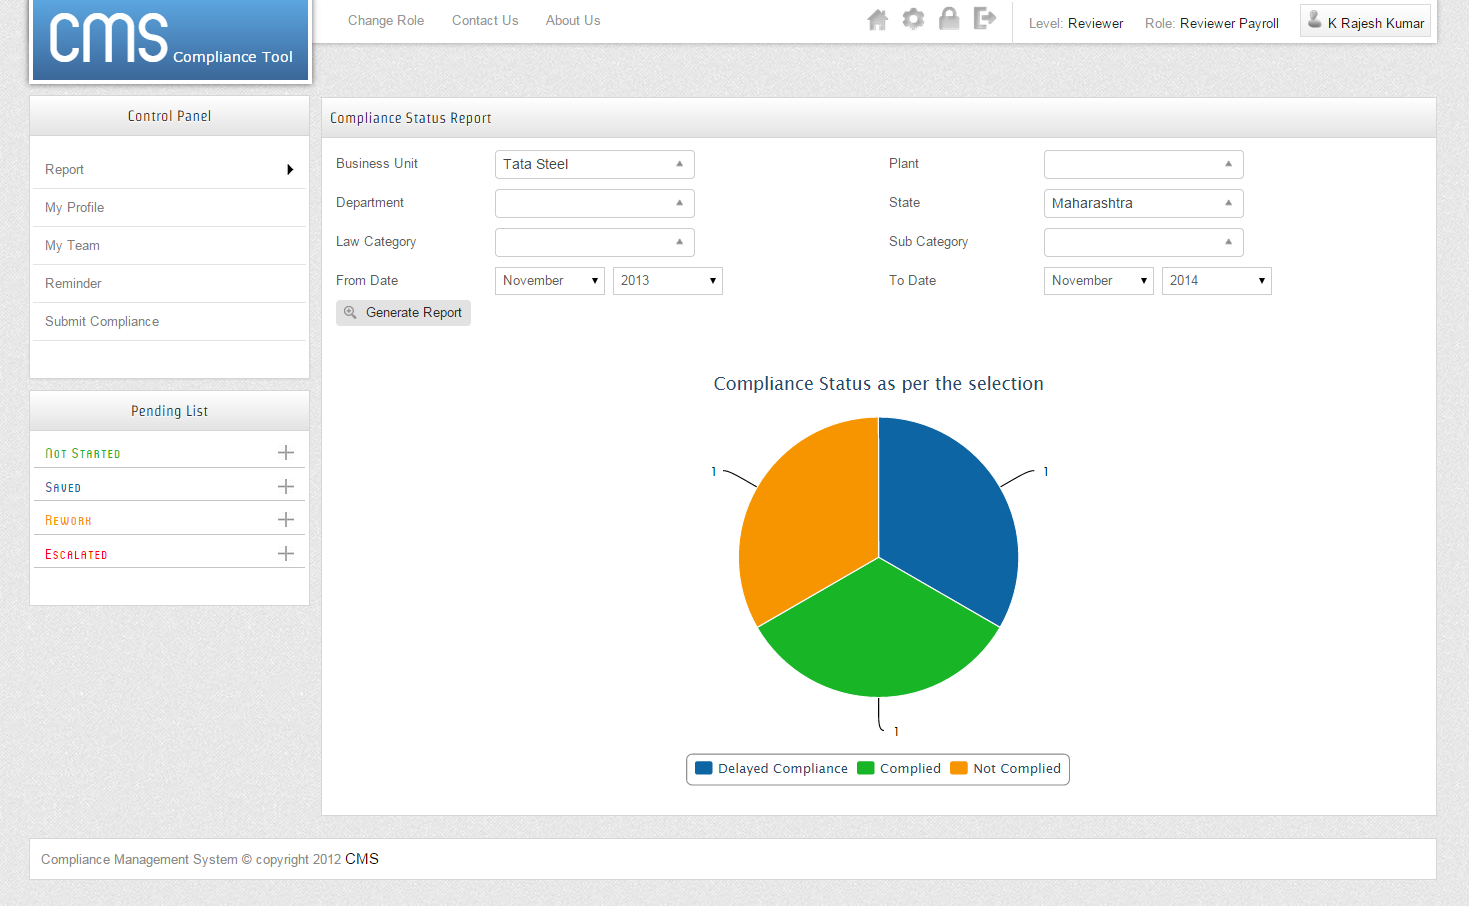 CMS Compliance Tool
Change Role Contact Us About Us
Level: Reviewer Role: Reviewer Payroll K Rajesh Kumar
Control Panel
Report
My Profile
My Team
Reminder
Submit Compliance
Pending List
Not Started
Saved
Rework
Escalated
Compliance Status Report
Business Unit Tata Steel Plant
Department State Maharashtra
Law Category Sub Category
From Date November 2013 To Date November 2014
Generate Report
Compliance Status as per the selection
1 1
1
Delayed Compliance Complied Not Complied
Compliance Management System © copyright 2012 CMS